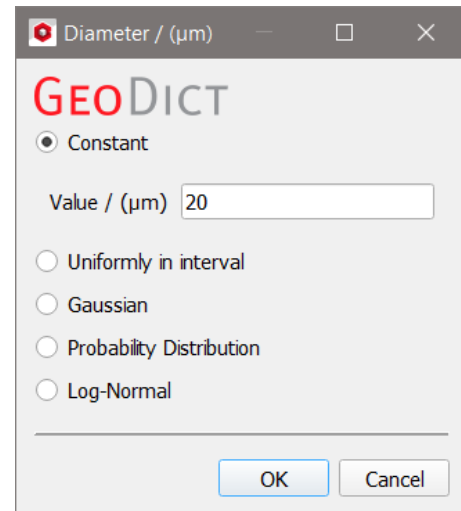 Diameter / (µm)
GEODICT
Constant
Value / (µm) 20
Uniformly in interval
Gaussian
Probability Distribution
Log-Normal
OK Cancel